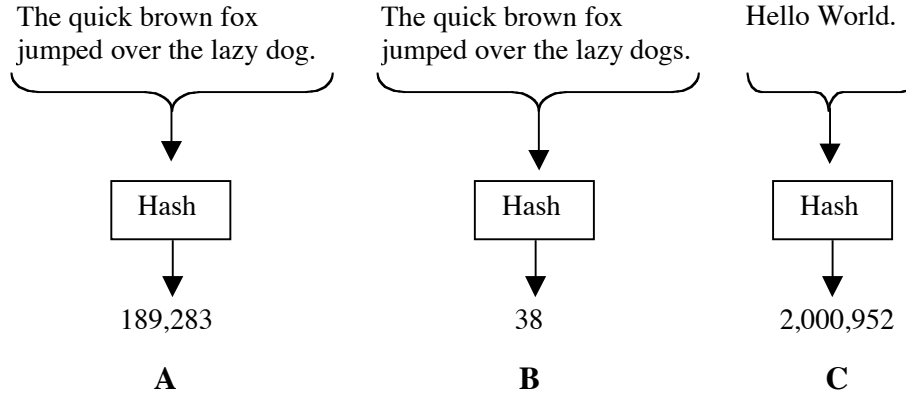 The quick brown fox
jumped over the lazy dog.
Hash
189,283
A
The quick brown fox
jumped over the lazy dogs.
Hash
38
B
Hello World.
Hash
2,000,952
C